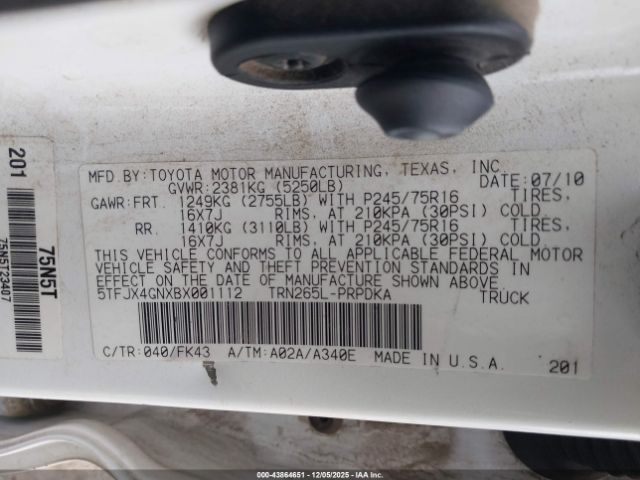 MFD.BY:TOYOTA MOTOR MANUFACTURING, TEXAS, INC.
GVWR:2381KG (5250LB) DATE:07/10
GAWR:FRT. 1249KG (2755LB) WITH P245/75R16 TIRES,
16X7J RIMS, AT 210KPA (30PSI) COLD
RR. 1410KG (3110LB) WITH P245/75R16 TIRES,
16X7J RIMS, AT 210KPA (30PSI) COLD
THIS VEHICLE CONFORMS TO ALL APPLICABLE FEDERAL MOTOR
VEHICLE SAFETY AND THEFT PREVENTION STANDARDS IN
EFFECT ON THE DATE OF MANUFACTURE SHOWN ABOVE.
5TFJX4GNXBX001112 TRN265L-PRPDKA TRUCK
C/TR:040/FK43 A/TM:A02A/A340E MADE IN U.S.A. 201
201
75N5T
75N5T23407
000-43864651 - 12/05/2025 - IAAI.COM